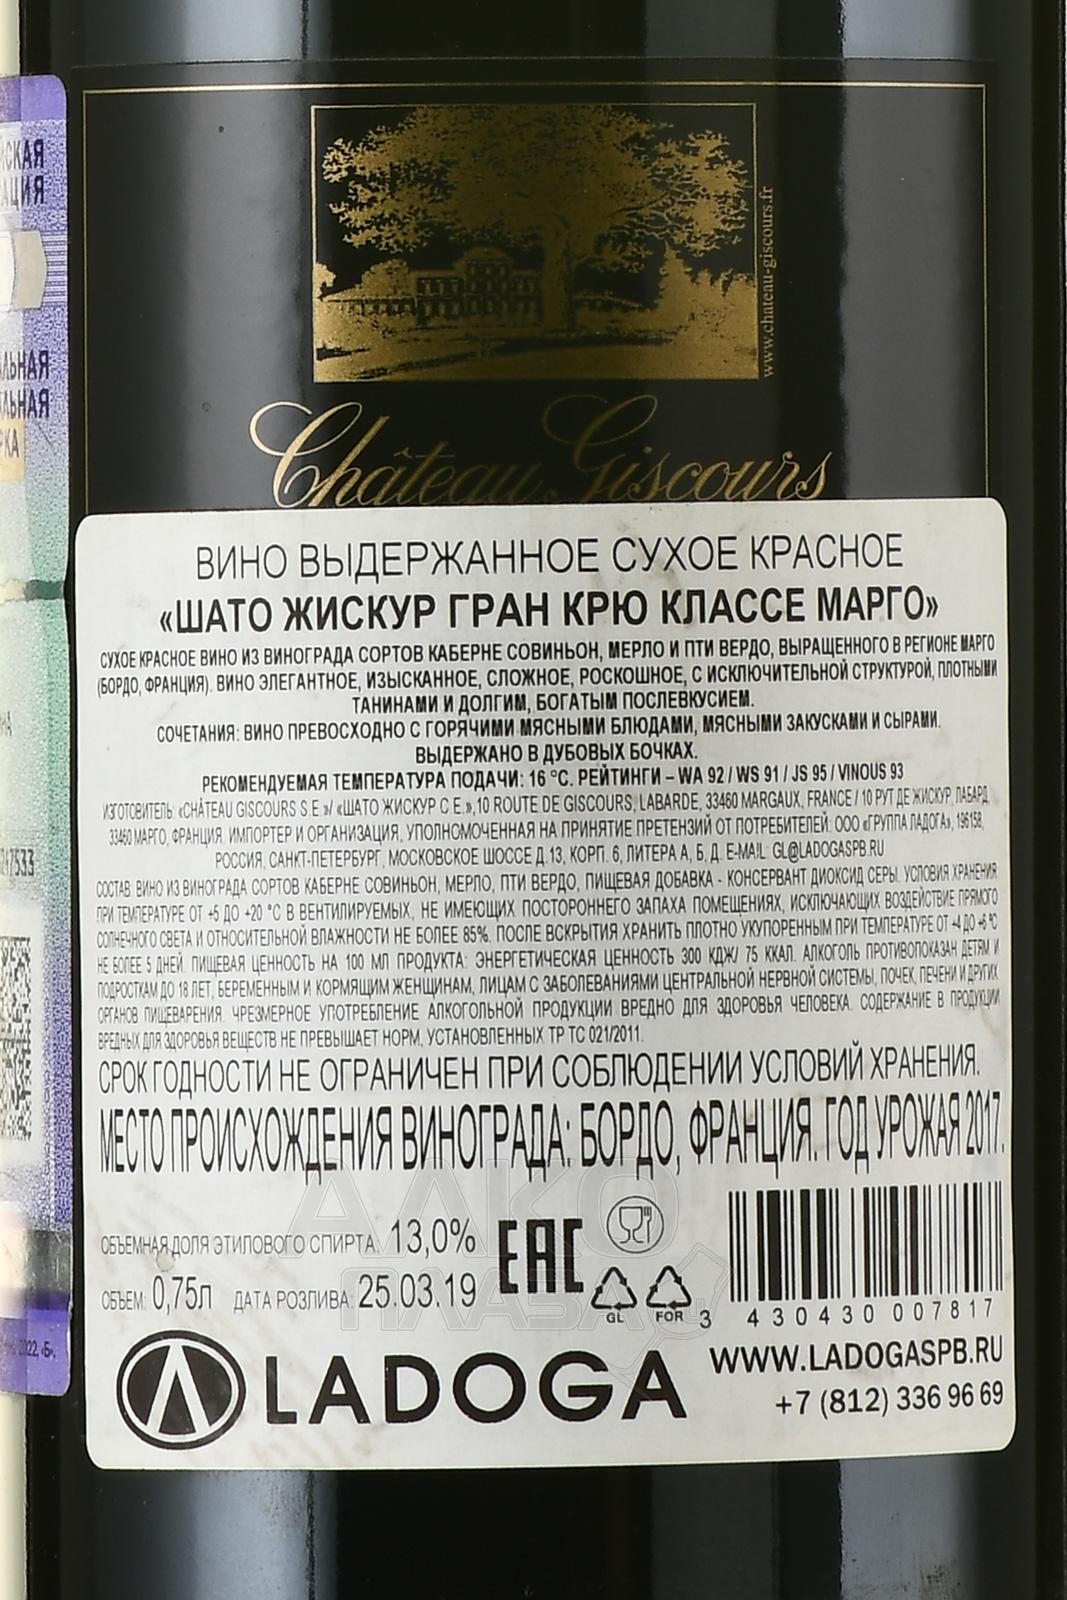 www.chateau-giscours.fr
Château Giscours
ВИНО ВЫДЕРЖАННОЕ СУХОЕ КРАСНОЕ
«ШАТО ЖИСКУР ГРАН КРЮ КЛАССЕ МАРГО»
СУХОЕ КРАСНОЕ ВИНО ИЗ ВИНОГРАДА СОРТОВ КАБЕРНЕ СОВИНЬОН, МЕРЛО И ПТИ ВЕРДО, ВЫРАЩЕННОГО В РЕГИОНЕ МАРГО
(БОРДО, ФРАНЦИЯ). ВИНО ЭЛЕГАНТНОЕ, ИЗЫСКАННОЕ, СЛОЖНОЕ, РОСКОШНОЕ, С ИСКЛЮЧИТЕЛЬНОЙ СТРУКТУРОЙ, ПЛОТНЫМИ
ТАНИНАМИ И ДОЛГИМ, БОГАТЫМ ПОСЛЕВКУСИЕМ.
СОЧЕТАНИЯ: ВИНО ПРЕВОСХОДНО С ГОРЯЧИМИ МЯСНЫМИ БЛЮДАМИ, МЯСНЫМИ ЗАКУСКАМИ И СЫРАМИ.
ВЫДЕРЖАНО В ДУБОВЫХ БОЧКАХ.
РЕКОМЕНДУЕМАЯ ТЕМПЕРАТУРА ПОДАЧИ: 16 °C. РЕЙТИНГИ – WA 92 / WS 91 / JS 95 / VINOUS 93
ИЗГОТОВИТЕЛЬ: «CHÂTEAU GISCOURS S.E.»/ «ШАТО ЖИСКУР С.Е.», 10 ROUTE DE GISCOURS, LABARDE, 33460 MARGAUX, FRANCE / 10 РУТ ДЕ ЖИСКУР, ЛАБАРД,
33460 МАРГО, ФРАНЦИЯ. ИМПОРТЕР И ОРГАНИЗАЦИЯ, УПОЛНОМОЧЕННАЯ НА ПРИНЯТИЕ ПРЕТЕНЗИЙ ОТ ПОТРЕБИТЕЛЕЙ: ООО «ГРУППА ЛАДОГА», 196158,
РОССИЯ, САНКТ-ПЕТЕРБУРГ, МОСКОВСКОЕ ШОССЕ Д.13, КОРП. 6, ЛИТЕРА А, Б, Д. E-MAIL: GL@LADOGASPB.RU
СОСТАВ: ВИНО ИЗ ВИНОГРАДА СОРТОВ КАБЕРНЕ СОВИНЬОН, МЕРЛО, ПТИ ВЕРДО, ПИЩЕВАЯ ДОБАВКА - КОНСЕРВАНТ ДИОКСИД СЕРЫ. УСЛОВИЯ ХРАНЕНИЯ:
ПРИ ТЕМПЕРАТУРЕ ОТ +5 ДО +20 °C В ВЕНТИЛИРУЕМЫХ, НЕ ИМЕЮЩИХ ПОСТОРОННЕГО ЗАПАХА ПОМЕЩЕНИЯХ, ИСКЛЮЧАЮЩИХ ВОЗДЕЙСТВИЕ ПРЯМОГО
СОЛНЕЧНОГО СВЕТА И ОТНОСИТЕЛЬНОЙ ВЛАЖНОСТИ НЕ БОЛЕЕ 85%. ПОСЛЕ ВСКРЫТИЯ ХРАНИТЬ ПЛОТНО УКУПОРЕННЫМ ПРИ ТЕМПЕРАТУРЕ ОТ +4 ДО +6 °C
НЕ БОЛЕЕ 5 ДНЕЙ. ПИЩЕВАЯ ЦЕННОСТЬ НА 100 МЛ ПРОДУКТА: ЭНЕРГЕТИЧЕСКАЯ ЦЕННОСТЬ 300 КДЖ/ 75 ККАЛ. АЛКОГОЛЬ ПРОТИВОПОКАЗАН ДЕТЯМ И
ПОДРОСТКАМ ДО 18 ЛЕТ, БЕРЕМЕННЫМ И КОРМЯЩИМ ЖЕНЩИНАМ, ЛИЦАМ С ЗАБОЛЕВАНИЯМИ ЦЕНТРАЛЬНОЙ НЕРВНОЙ СИСТЕМЫ, ПОЧЕК, ПЕЧЕНИ И ДРУГИХ
ОРГАНОВ ПИЩЕВАРЕНИЯ. ЧРЕЗМЕРНОЕ УПОТРЕБЛЕНИЕ АЛКОГОЛЬНОЙ ПРОДУКЦИИ ВРЕДНО ДЛЯ ЗДОРОВЬЯ ЧЕЛОВЕКА. СОДЕРЖАНИЕ В ПРОДУКЦИИ
ВРЕДНЫХ ДЛЯ ЗДОРОВЬЯ ВЕЩЕСТВ НЕ ПРЕВЫШАЕТ НОРМ, УСТАНОВЛЕННЫХ ТР ТС 021/2011.
СРОК ГОДНОСТИ НЕ ОГРАНИЧЕН ПРИ СОБЛЮДЕНИИ УСЛОВИЙ ХРАНЕНИЯ.
МЕСТО ПРОИСХОЖДЕНИЯ ВИНОГРАДА: БОРДО, ФРАНЦИЯ. ГОД УРОЖАЯ 2017.
ОБЪЕМНАЯ ДОЛЯ ЭТИЛОВОГО СПИРТА: 13,0%
ОБЪЕМ: 0,75л ДАТА РОЗЛИВА: 25.03.19
ЕАС
GL FOR
3 430430 007817
LADOGA
WWW.LADOGASPB.RU
+7 (812) 336 96 69
АЛКО
ПЛАЗА